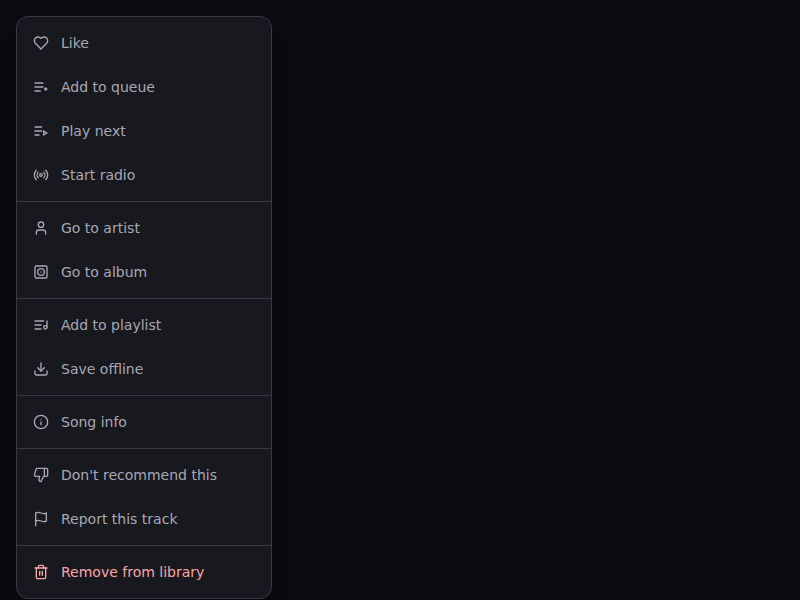 Like
Add to queue
Play next
Start radio
Go to artist
Go to album
Add to playlist
Save offline
Song info
Don't recommend this
Report this track
Remove from library